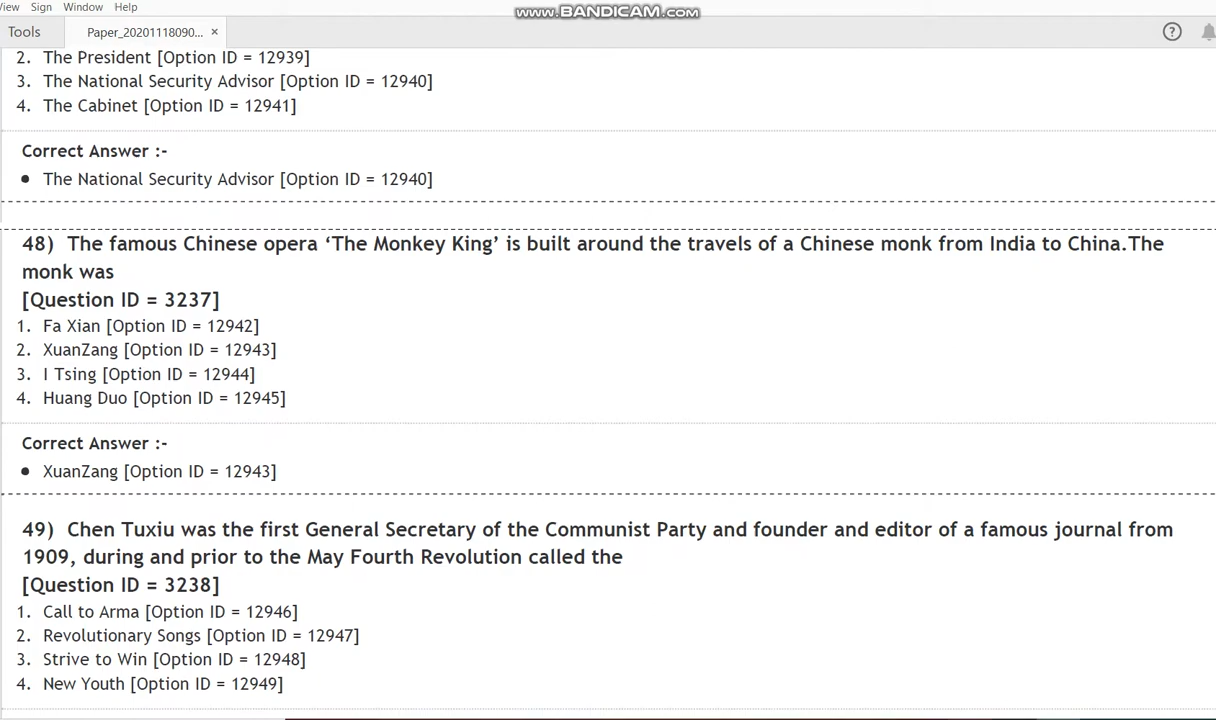 View Sign Window Help
www.BANDICAM.com
Tools Paper_20201118090... × ?
2. The President [Option ID = 12939]
3. The National Security Advisor [Option ID = 12940]
4. The Cabinet [Option ID = 12941]
Correct Answer :-
• The National Security Advisor [Option ID = 12940]
48) The famous Chinese opera ‘The Monkey King’ is built around the travels of a Chinese monk from India to China.The
monk was
[Question ID = 3237]
1. Fa Xian [Option ID = 12942]
2. XuanZang [Option ID = 12943]
3. I Tsing [Option ID = 12944]
4. Huang Duo [Option ID = 12945]
Correct Answer :-
• XuanZang [Option ID = 12943]
49) Chen Tuxiu was the first General Secretary of the Communist Party and founder and editor of a famous journal from
1909, during and prior to the May Fourth Revolution called the
[Question ID = 3238]
1. Call to Arma [Option ID = 12946]
2. Revolutionary Songs [Option ID = 12947]
3. Strive to Win [Option ID = 12948]
4. New Youth [Option ID = 12949]